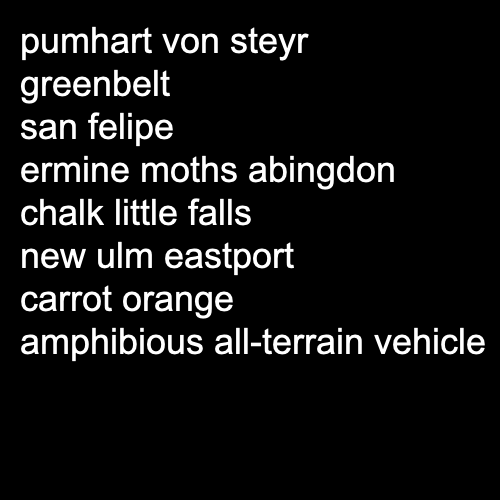 pumhart von steyr
greenbelt
san felipe
ermine moths abingdon
chalk little falls
new ulm eastport
carrot orange
amphibious all-terrain vehicle